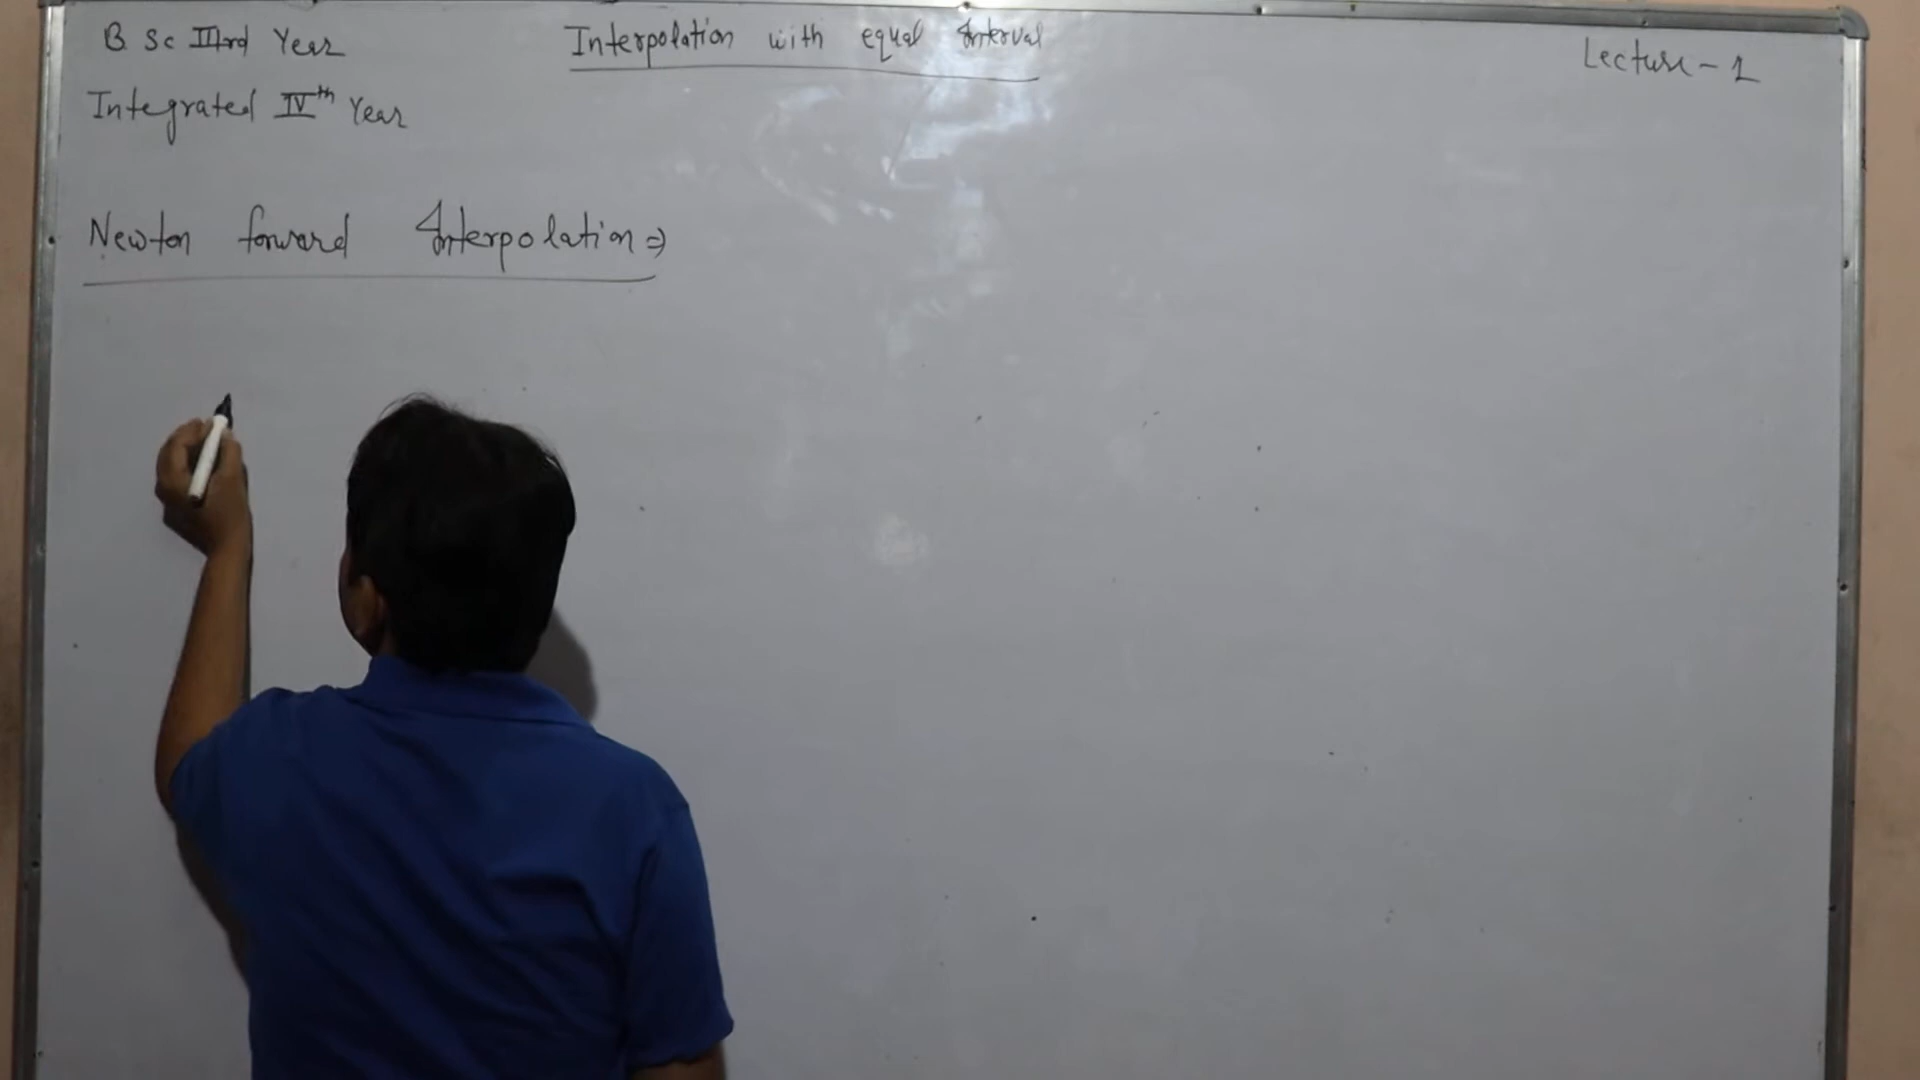 B Sc IIIrd Year
Interpolation with equal Interval
Lecture - 1
Integrated IVth Year
Newton forward Interpolation ⇒